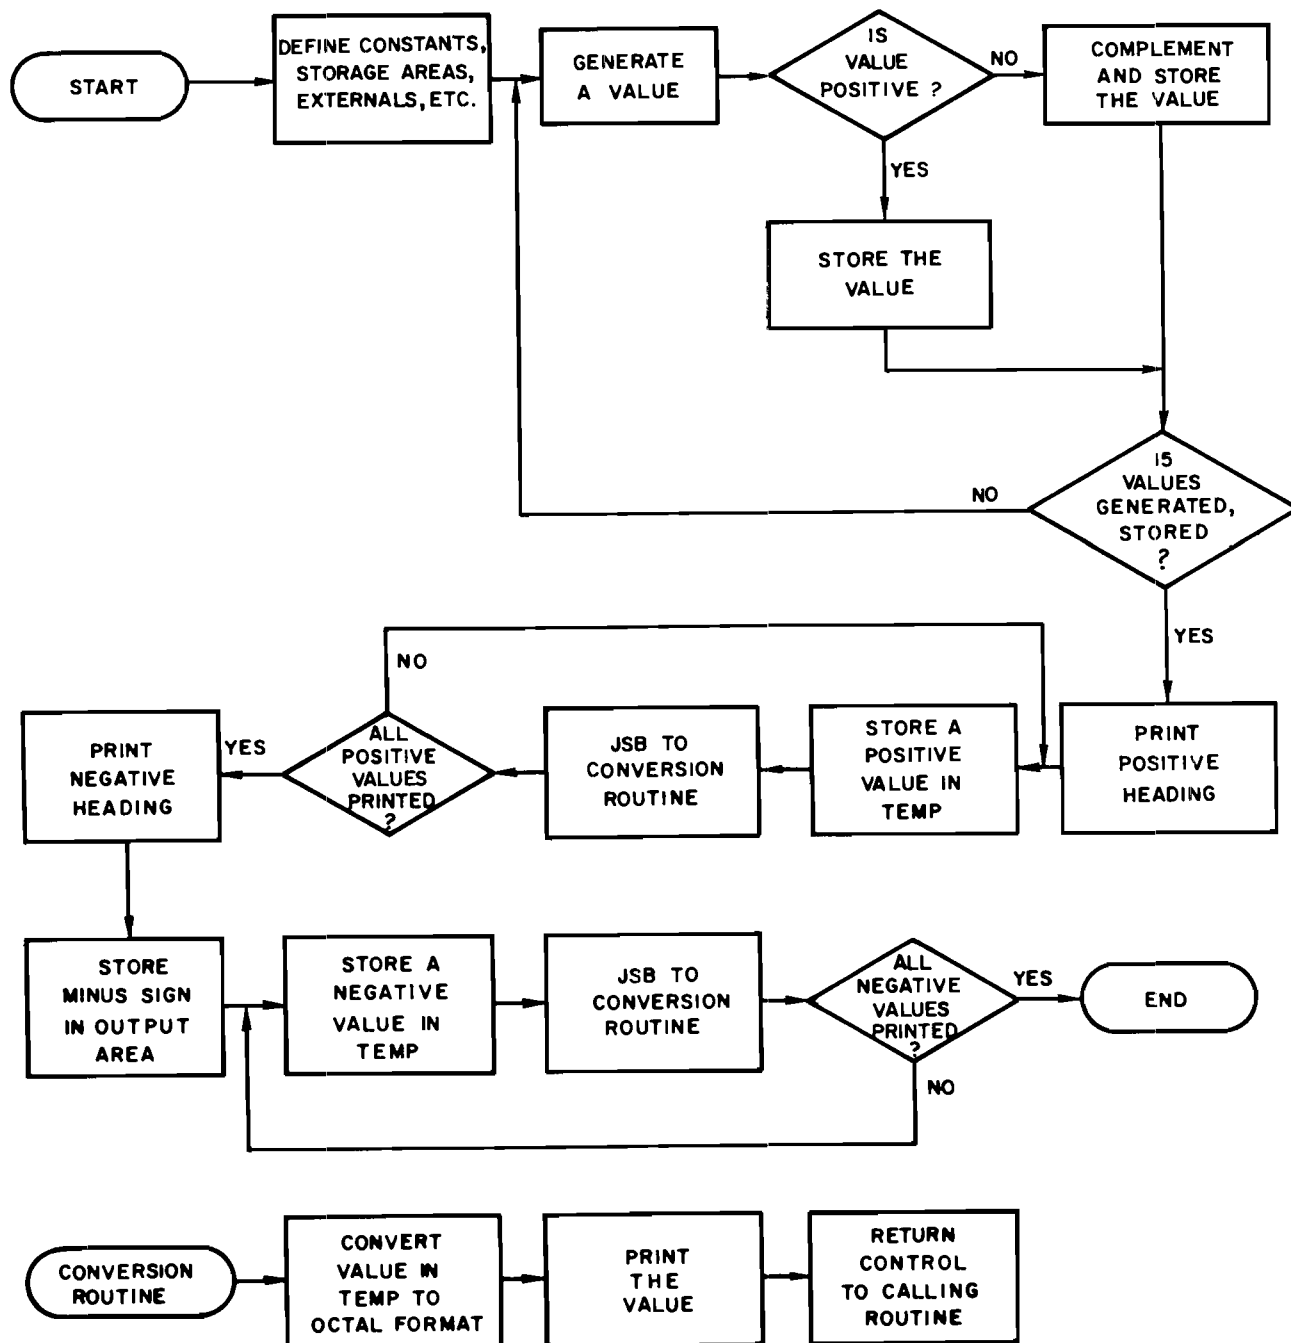 START
DEFINE CONSTANTS,
STORAGE AREAS,
EXTERNALS, ETC.
GENERATE
A VALUE
IS
VALUE
POSITIVE ?
NO
COMPLEMENT
AND STORE
THE VALUE
YES
STORE THE
VALUE
15
VALUES
GENERATED,
STORED
?
NO
YES
PRINT
POSITIVE
HEADING
STORE A
POSITIVE
VALUE IN
TEMP
JSB TO
CONVERSION
ROUTINE
ALL
POSITIVE
VALUES
PRINTED
?
NO
YES
PRINT
NEGATIVE
HEADING
STORE
MINUS SIGN
IN OUTPUT
AREA
STORE A
NEGATIVE
VALUE IN
TEMP
JSB TO
CONVERSION
ROUTINE
ALL
NEGATIVE
VALUES
PRINTED
?
YES
END
NO
CONVERSION
ROUTINE
CONVERT
VALUE IN
TEMP TO
OCTAL FORMAT
PRINT
THE
VALUE
RETURN
CONTROL
TO CALLING
ROUTINE